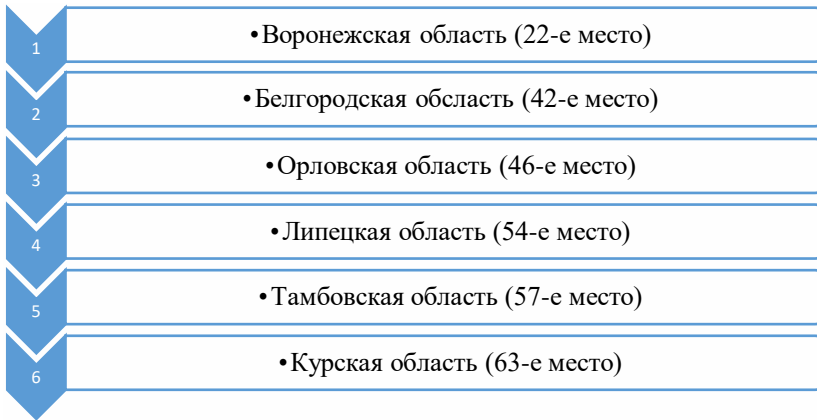 1
•Воронежская область (22-е место)
2
•Белгородская обсласть (42-е место)
3
•Орловская область (46-е место)
4
•Липецкая область (54-е место)
5
•Тамбовская область (57-е место)
6
•Курская область (63-е место)